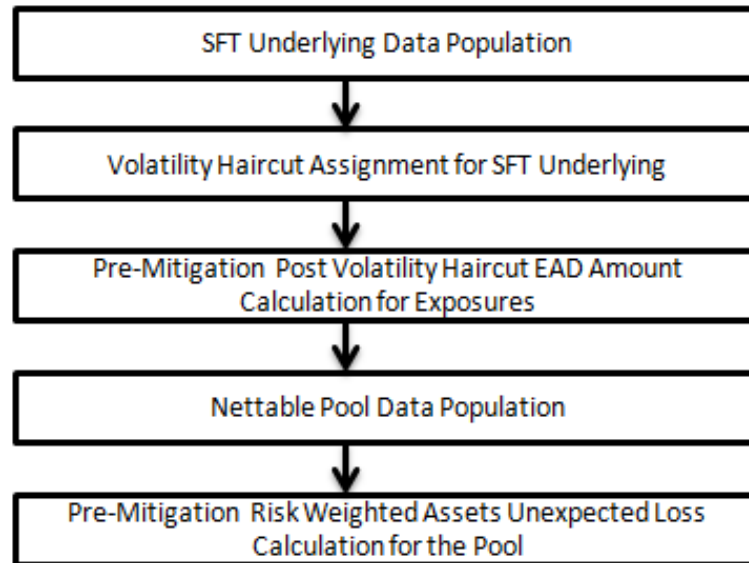 SFT Underlying Data Population
Volatility Haircut Assignment for SFT Underlying
Pre-Mitigation Post Volatility Haircut EAD Amount
Calculation for Exposures
Nettable Pool Data Population
Pre-Mitigation Risk Weighted Assets Unexpected Loss
Calculation for the Pool